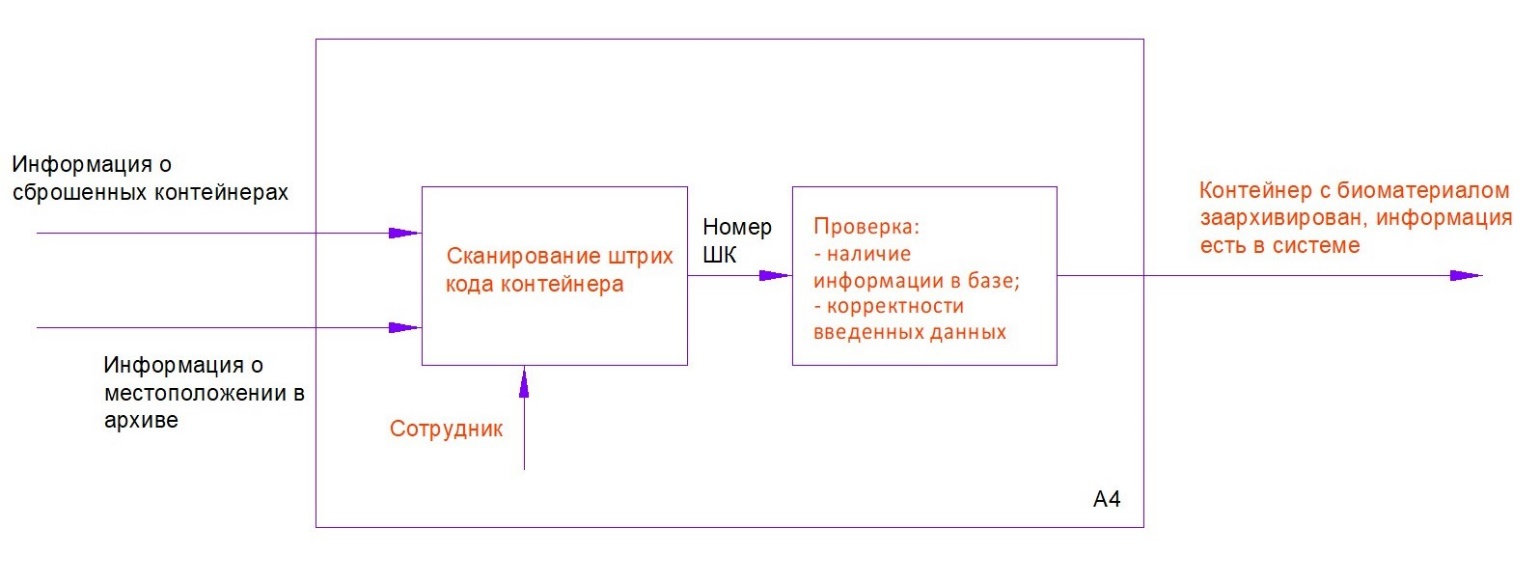 Информация о
сброшенных контейнерах
Информация о
местоположении в
архиве
Сканирование штрих
кода контейнера
Сотрудник
Номер
ШК
Проверка:
- наличие
информации в базе;
- корректности
введенных данных
Контейнер с биоматериалом
заархивирован, информация
есть в системе
А4